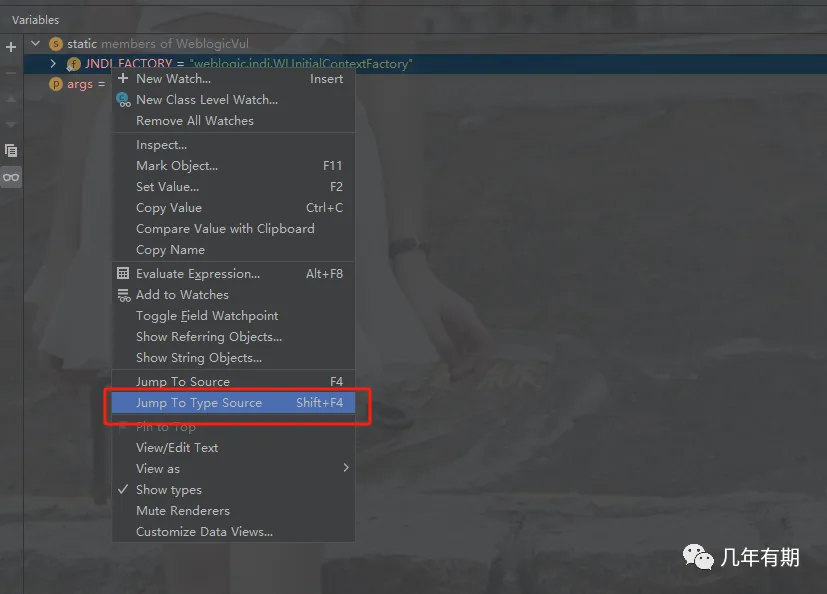 Variables
static members of WeblogicVul
JNDI_FACTORY = "weblogic.jndi.WLInitialContextFactory"
args =
New Watch... Insert
New Class Level Watch...
Remove All Watches
Inspect...
Mark Object... F11
Set Value... F2
Copy Value Ctrl+C
Compare Value with Clipboard
Copy Name
Evaluate Expression... Alt+F8
Add to Watches
Toggle Field Watchpoint
Show Referring Objects...
Show String Objects...
Jump To Source F4
Jump To Type Source Shift+F4
Pin to Top
View/Edit Text
View as
Show types
Mute Renderers
Customize Data Views...
几年有期